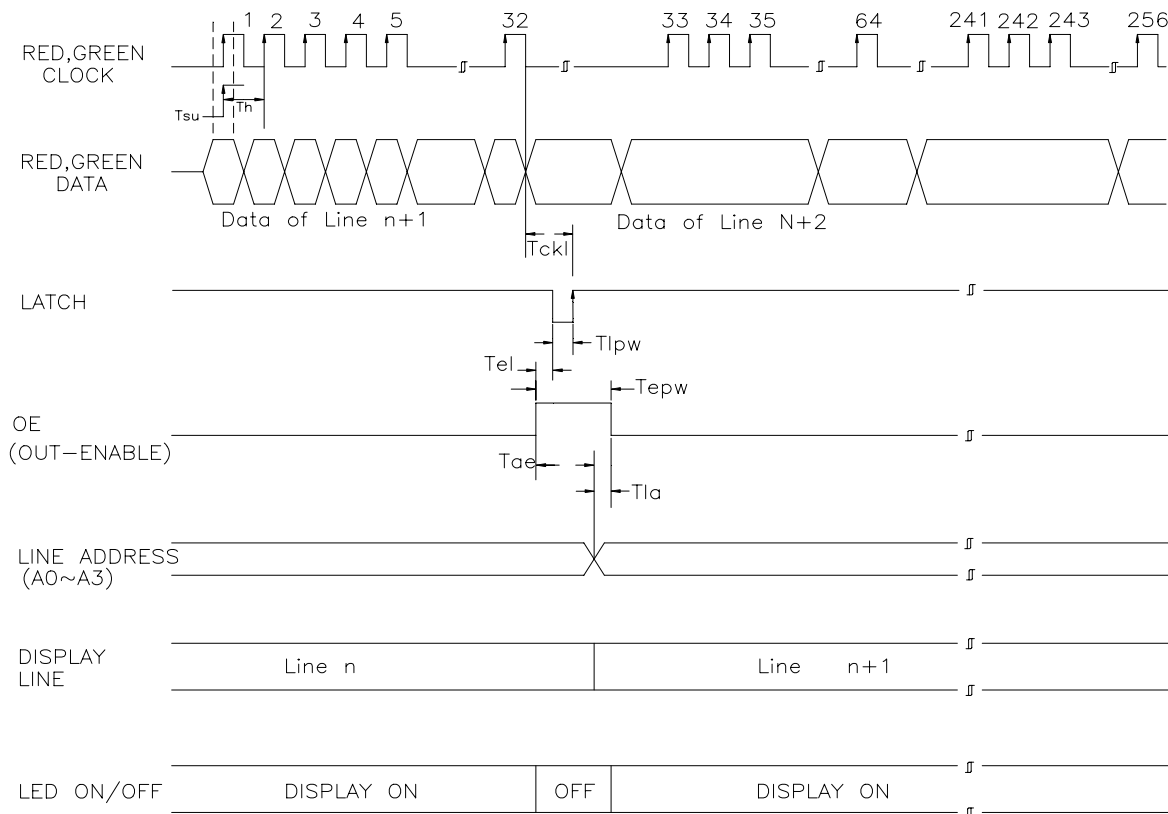 1 2 3 4 5 32 33 34 35 64 241 242 243 256
RED,GREEN
CLOCK
Tsu
Th
RED,GREEN
DATA
Data of Line n+1
Data of Line N+2
Tckl
LATCH
Tlpw
Tel
Tepw
OE
(OUT-ENABLE)
Tae
Tla
LINE ADDRESS
(A0~A3)
DISPLAY
LINE
Line n
Line n+1
LED ON/OFF
DISPLAY ON
OFF
DISPLAY ON